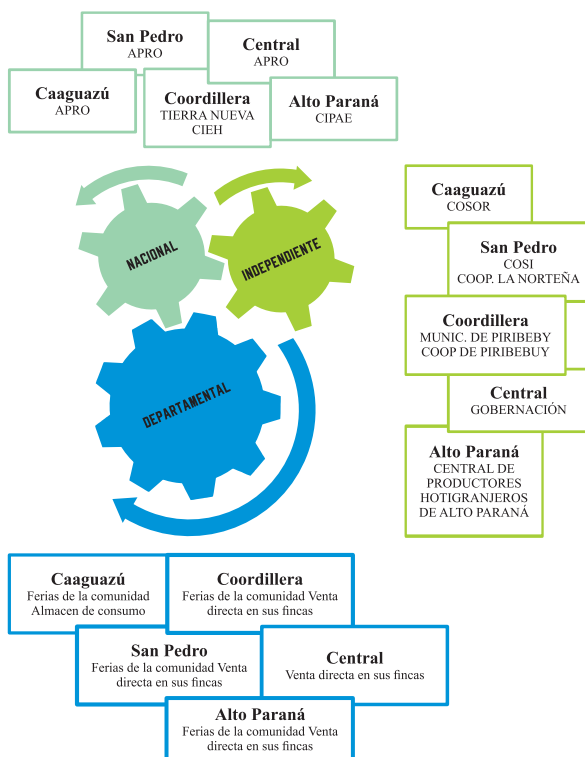 San Pedro
APRO
Central
APRO
Caaguazú
APRO
Coordillera
TIERRA NUEVA
CIEH
Alto Paraná
CIPAE
NACIONAL
INDEPENDIENTE
DEPARTAMENTAL
Caaguazú
COSOR
San Pedro
COSI
COOP. LA NORTEÑA
Coordillera
MUNIC. DE PIRIBEBY
COOP DE PIRIBEBUY
Central
GOBERNACIÓN
Alto Paraná
CENTRAL DE
PRODUCTORES
HOTIGRANJEROS
DE ALTO PARANÁ
Caaguazú
Ferias de la comunidad
Almacen de consumo
Coordillera
Ferias de la comunidad Venta
directa en sus fincas
San Pedro
Ferias de la comunidad Venta
directa en sus fincas
Central
Venta directa en sus fincas
Alto Paraná
Ferias de la comunidad Venta
directa en sus fincas